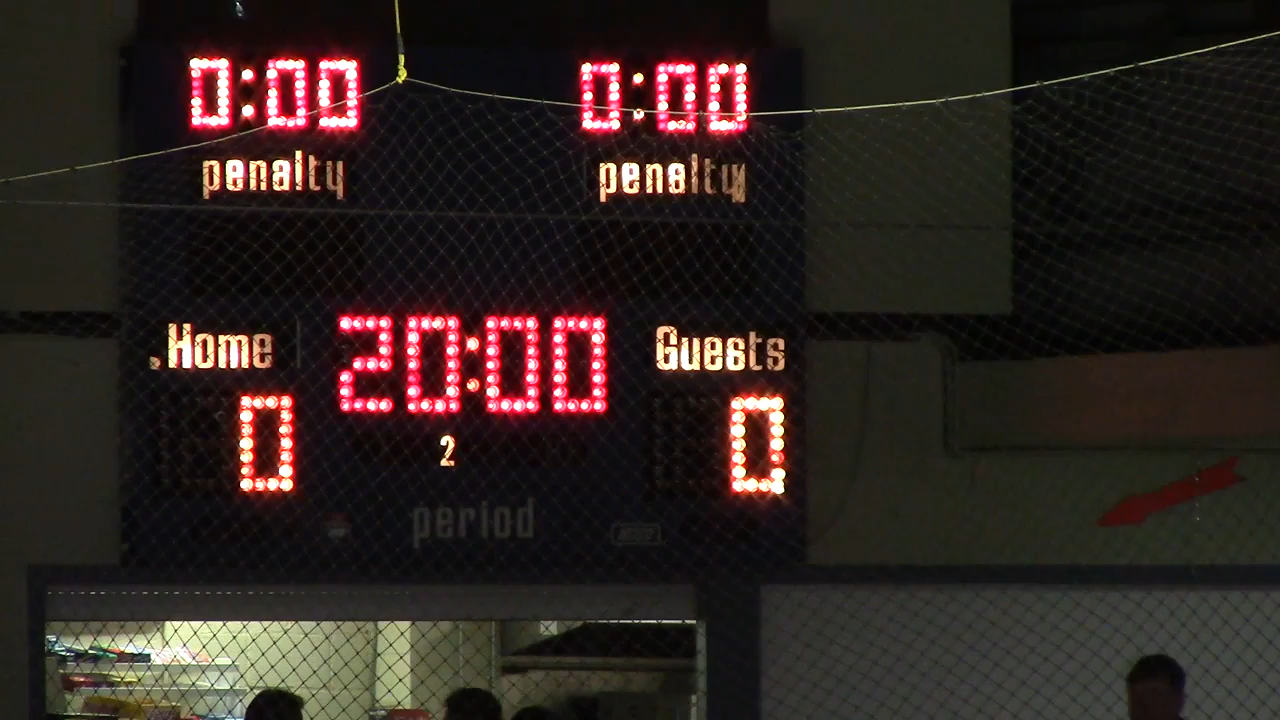 0:00 0:00
penalty penalty
Home 20:00 Guests
0 2 0
period